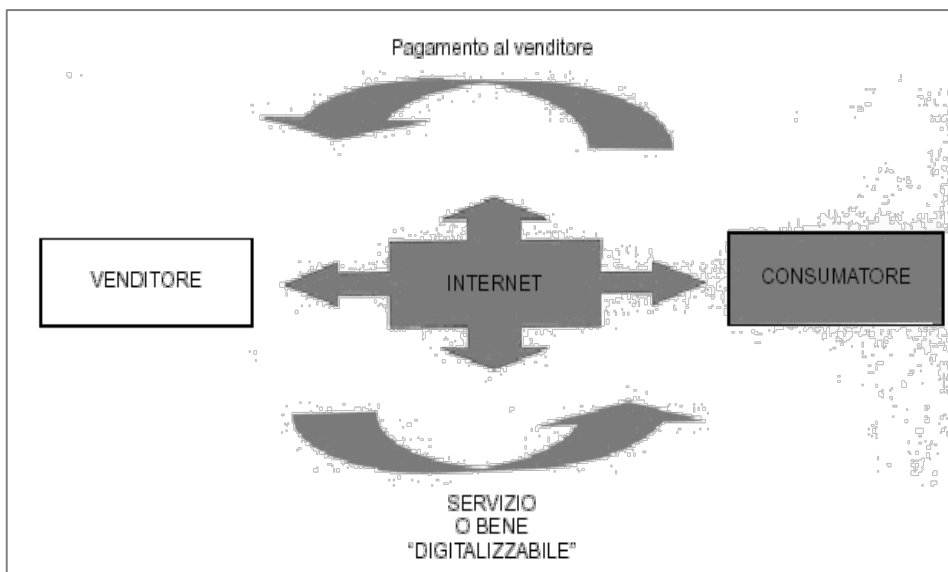 Pagamento al venditore
VENDITORE
INTERNET
CONSUMATORE
SERVIZIO
O BENE
“DIGITALIZZABILE”